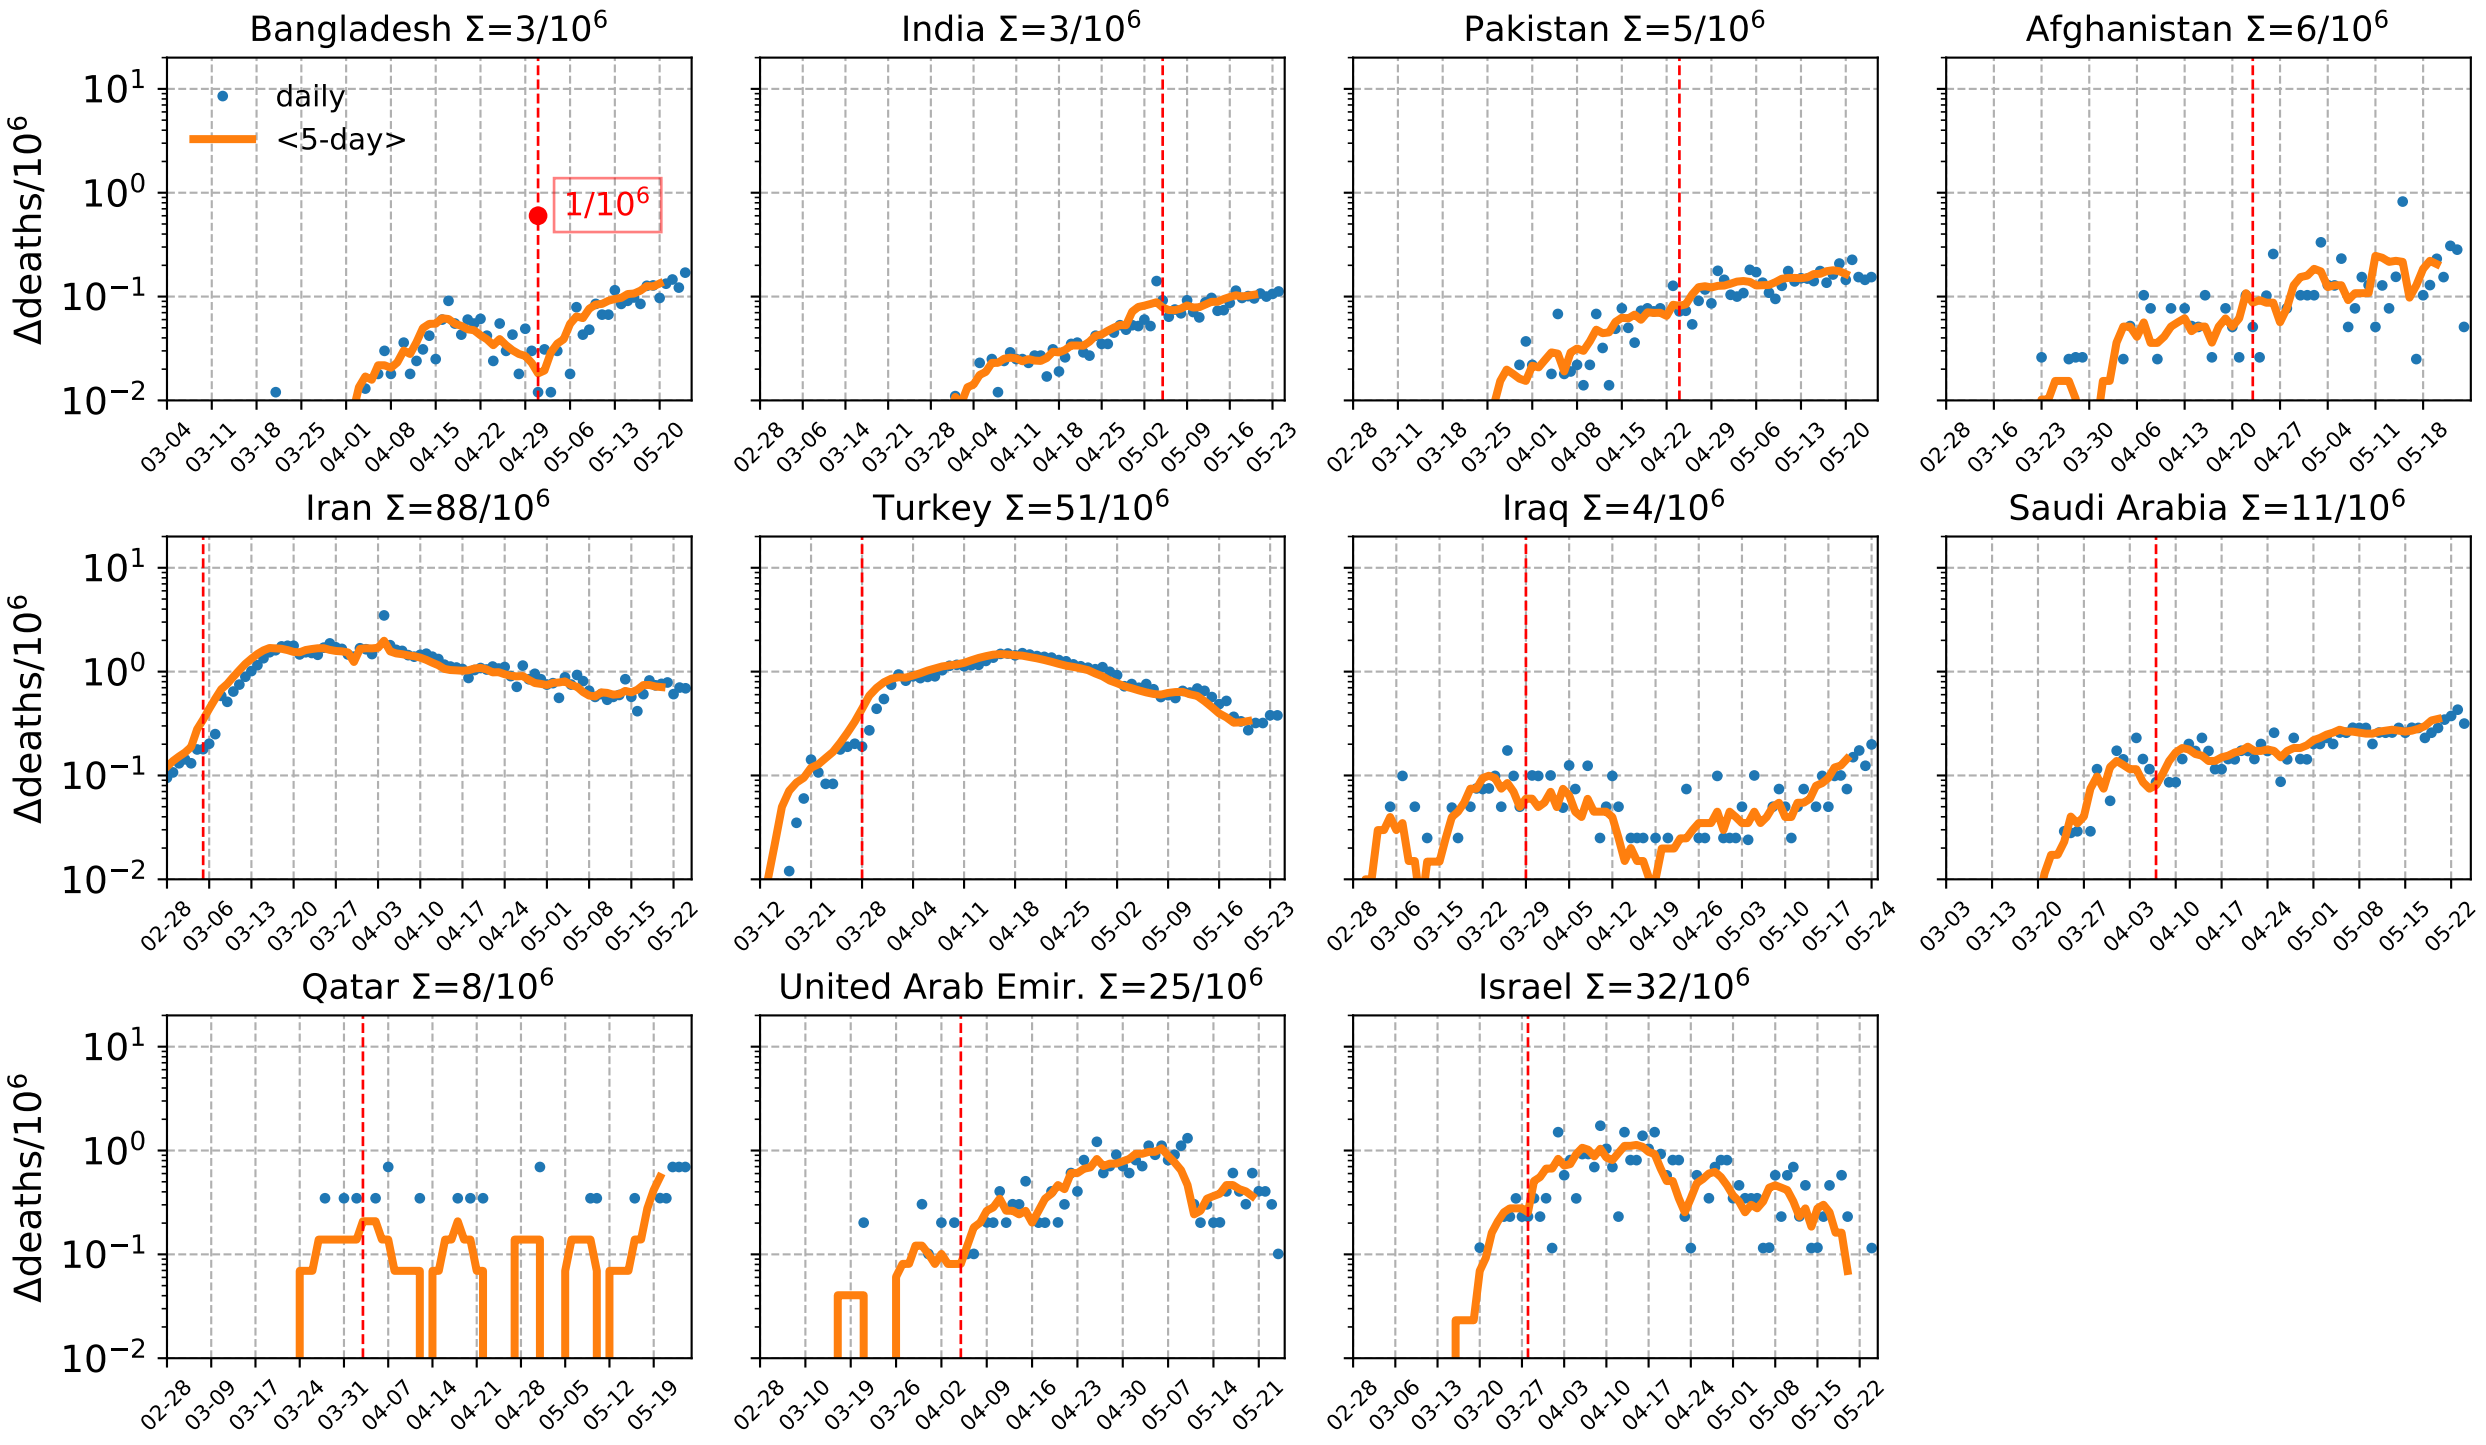 Bangladesh Σ=3/10⁶
India Σ=3/10⁶
Pakistan Σ=5/10⁶
Afghanistan Σ=6/10⁶
Δdeaths/10⁶
10¹
10⁰
10⁻¹
10⁻²
daily
<5-day>
1/10⁶
03-04 03-11 03-18 03-25 04-01 04-08 04-15 04-22 04-29 05-06 05-13 05-20
02-28 03-06 03-14 03-21 03-28 04-04 04-11 04-18 04-25 05-02 05-09 05-16 05-23
02-28 03-11 03-18 03-25 04-01 04-08 04-15 04-22 04-29 05-06 05-13 05-20
02-28 03-16 03-23 03-30 04-06 04-13 04-20 04-27 05-04 05-11 05-18
Iran Σ=88/10⁶
Turkey Σ=51/10⁶
Iraq Σ=4/10⁶
Saudi Arabia Σ=11/10⁶
Δdeaths/10⁶
10¹
10⁰
10⁻¹
10⁻²
02-28 03-06 03-13 03-20 03-27 04-03 04-10 04-17 04-24 05-01 05-08 05-15 05-22
03-12 03-21 03-28 04-04 04-11 04-18 04-25 05-02 05-09 05-16 05-23
02-28 03-06 03-15 03-22 03-29 04-05 04-12 04-19 04-26 05-03 05-10 05-17 05-24
03-03 03-13 03-20 03-27 04-03 04-10 04-17 04-24 05-01 05-08 05-15 05-22
Qatar Σ=8/10⁶
United Arab Emir. Σ=25/10⁶
Israel Σ=32/10⁶
Δdeaths/10⁶
10¹
10⁰
10⁻¹
10⁻²
02-28 03-09 03-17 03-24 03-31 04-07 04-14 04-21 04-28 05-05 05-12 05-19
02-28 03-10 03-19 03-26 04-02 04-09 04-16 04-23 04-30 05-07 05-14 05-21
02-28 03-06 03-13 03-20 03-27 04-03 04-10 04-17 04-24 05-01 05-08 05-15 05-22